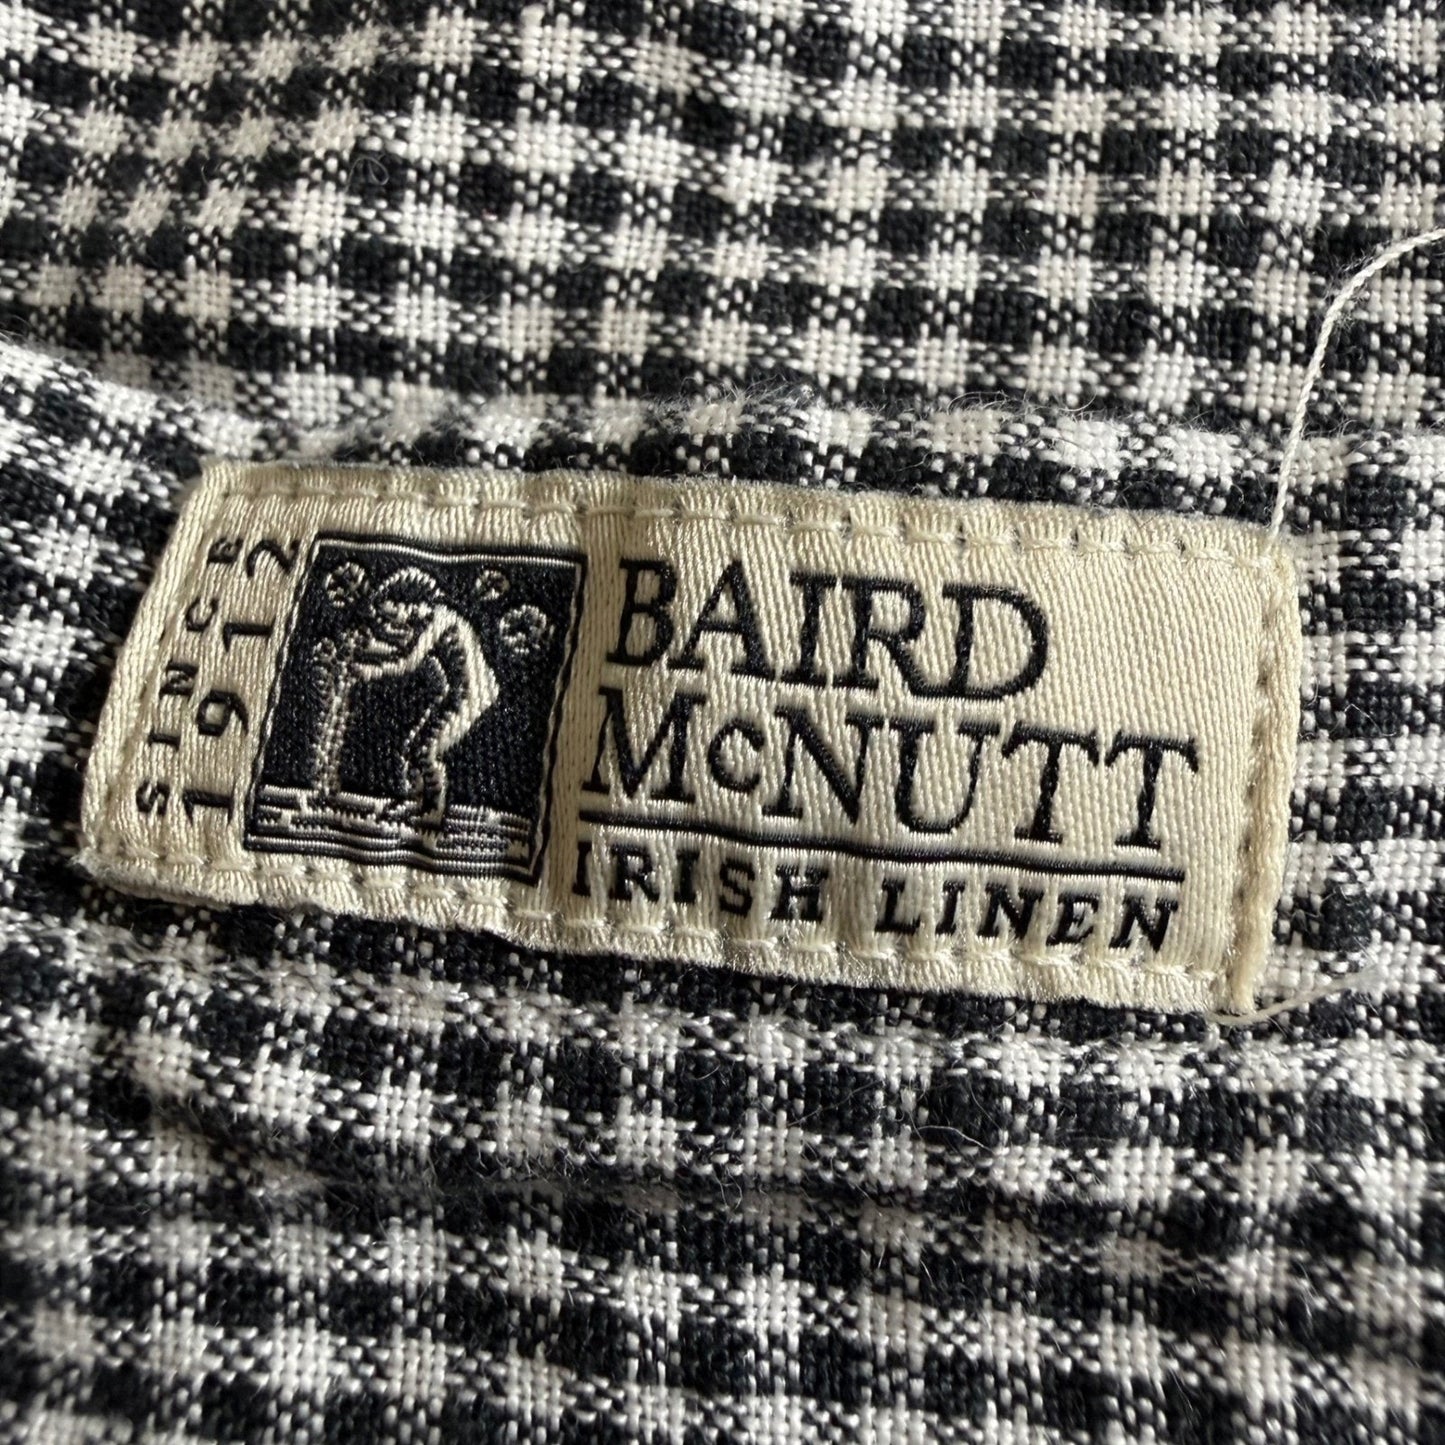 SINCE
1912
BAIRD
McNUTT
IRISH LINEN